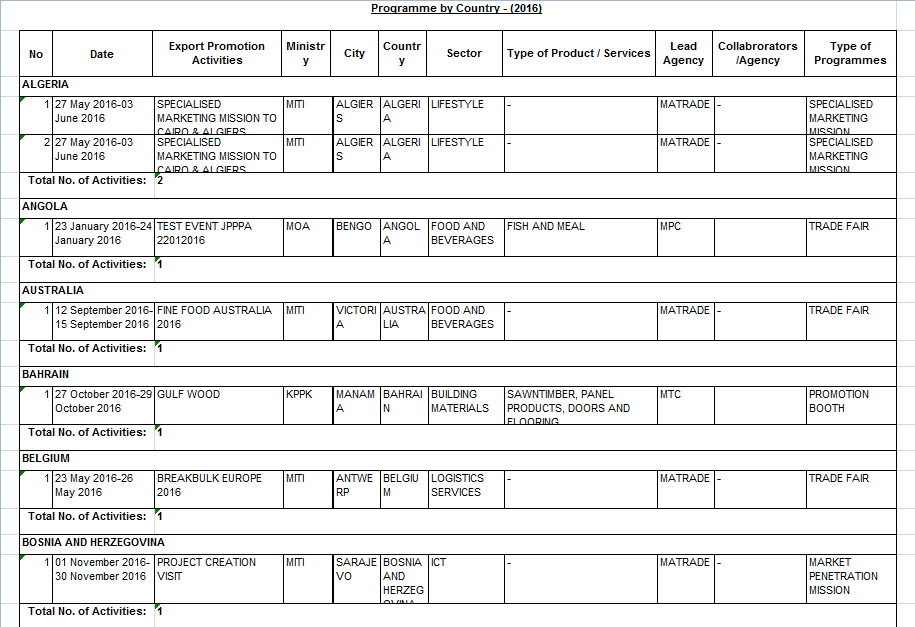 Programme by Country - (2016)
No Date Export Promotion Activities Ministry City Country Sector Type of Product / Services Lead Agency Collabrorators /Agency Type of Programmes
ALGERIA
1 27 May 2016-03 SPECIALISED MITI ALGIER ALGERI LIFESTYLE - MATRADE - SPECIALISED
June 2016 MARKETING MISSION TO S A MARKETING
CAIRO & ALGIERS MISSION
2 27 May 2016-03 SPECIALISED MITI ALGIER ALGERI LIFESTYLE - MATRADE - SPECIALISED
June 2016 MARKETING MISSION TO S A MARKETING
CAIRO & ALGIERS MISSION
Total No. of Activities: 2
ANGOLA
1 23 January 2016-24 TEST EVENT JPPPA MOA BENGO ANGOL FOOD AND FISH AND MEAL MPC TRADE FAIR
January 2016 22012016 A BEVERAGES
Total No. of Activities: 1
AUSTRALIA
1 12 September 2016- FINE FOOD AUSTRALIA MITI VICTORI AUSTRA FOOD AND - MATRADE - TRADE FAIR
15 September 2016 2016 A LIA BEVERAGES
Total No. of Activities: 1
BAHRAIN
1 27 October 2016-29 GULF WOOD KPPK MANAM BAHRAI BUILDING SAWNTIMBER, PANEL MTC PROMOTION
October 2016 A N MATERIALS PRODUCTS, DOORS AND BOOTH
FLOORING
Total No. of Activities: 1
BELGIUM
1 23 May 2016-26 BREAKBULK EUROPE MITI ANTWE BELGIU LOGISTICS - MATRADE - TRADE FAIR
May 2016 2016 RP M SERVICES
Total No. of Activities: 1
BOSNIA AND HERZEGOVINA
1 01 November 2016- PROJECT CREATION MITI SARAJE BOSNIA ICT - MATRADE - MARKET
30 November 2016 VISIT VO AND PENETRATION
HERZEG MISSION
OVINA
Total No. of Activities: 1